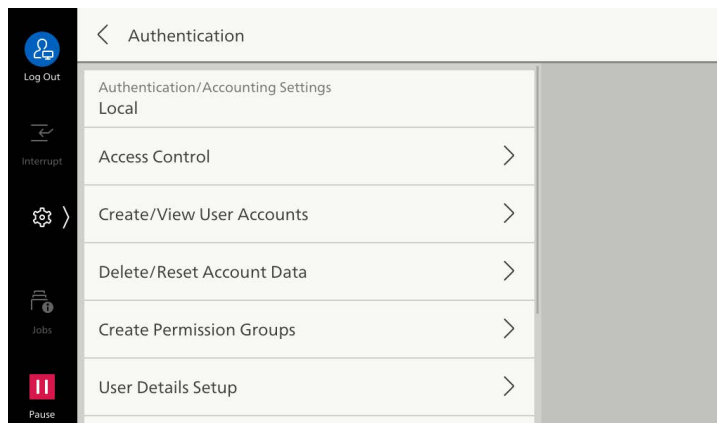 Authentication
Log Out
Authentication/Accounting Settings
Local
Interrupt
Access Control
Create/View User Accounts
Delete/Reset Account Data
Jobs
Create Permission Groups
User Details Setup
Pause